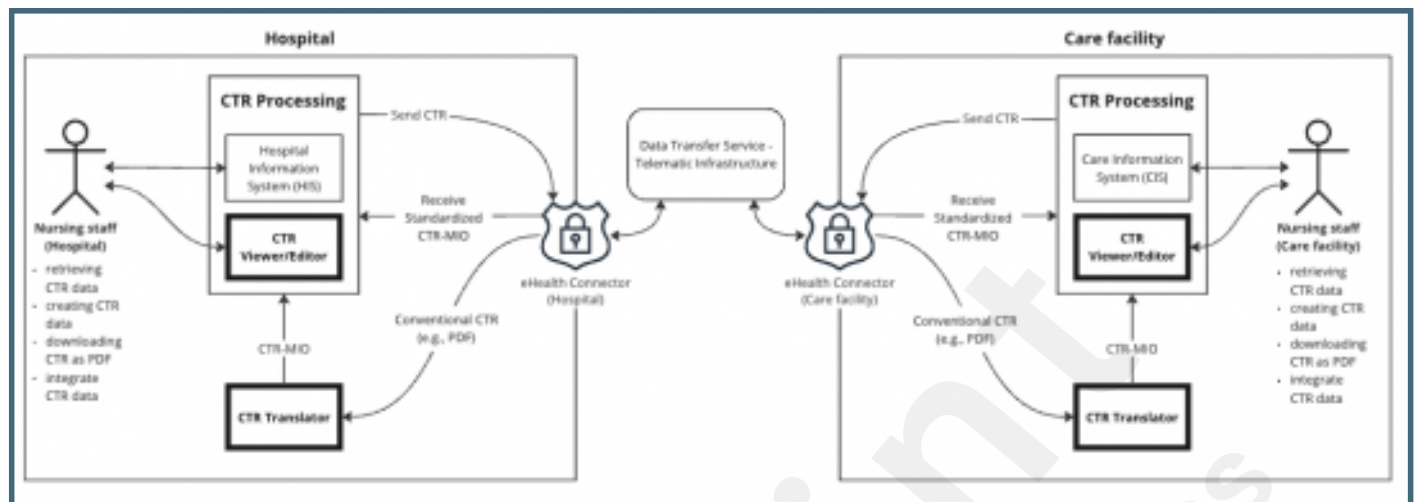 Hospital
Care facility
CTR Processing
Hospital
Information
System (HIS)
CTR
Viewer/Editor
Nursing staff
(Hospital)
- retrieving
CTR data
- creating CTR
data
- downloading
CTR as PDF
- integrate
CTR data
Send CTR
Receive
Standardized
CTR-MIO
Conventional CTR
(e.g., PDF)
CTR-MIO
CTR Translator
eHealth Connector
(Hospital)
Data Transfer Service -
Telematic Infrastructure
eHealth Connector
(Care facility)
Send CTR
Receive
Standardized
CTR-MIO
Conventional CTR
(e.g., PDF)
CTR Processing
Care Information
System (CIS)
CTR
Viewer/Editor
CTR-MIO
CTR Translator
Nursing staff
(Care facility)
- retrieving
CTR data
- creating CTR
data
- downloading
CTR as PDF
- integrate
CTR data